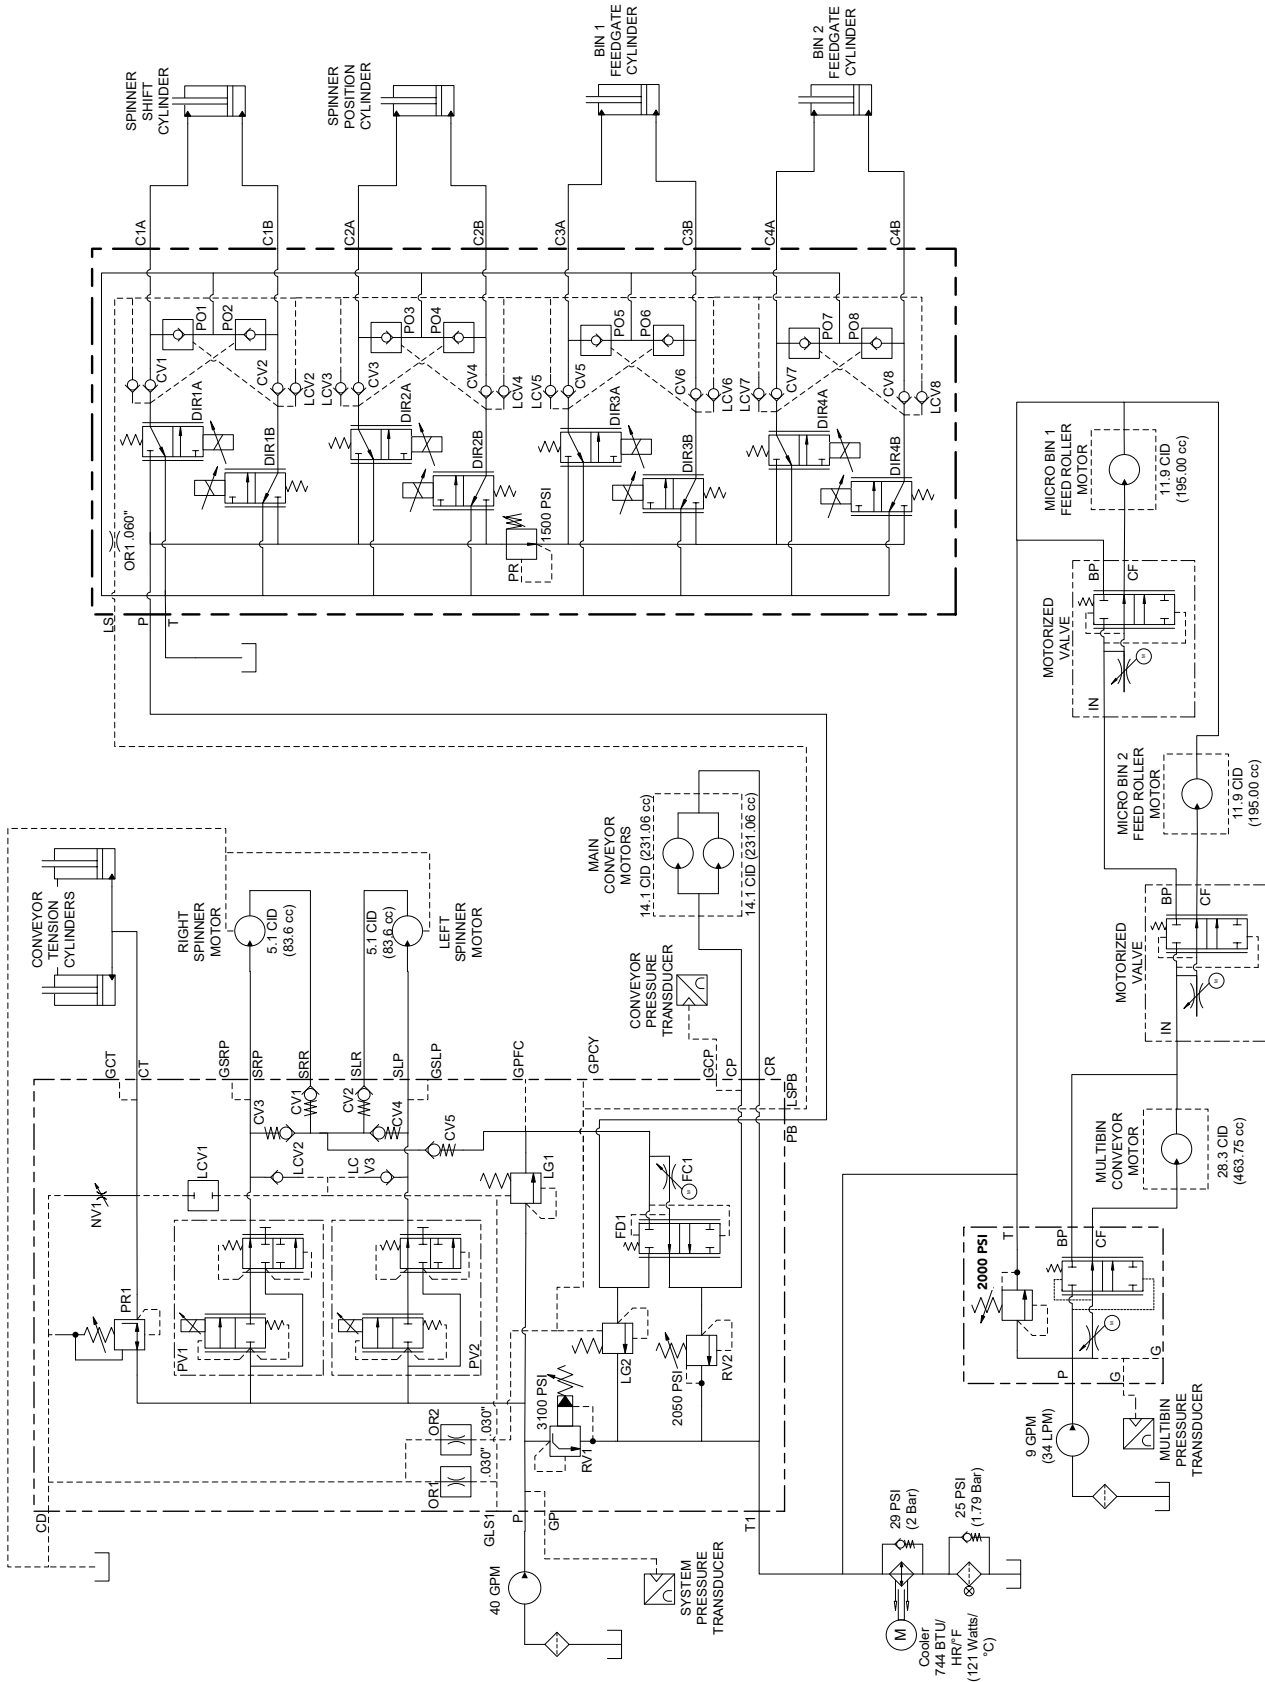 SPINNER
SHIFT
CYLINDER
SPINNER
POSITION
CYLINDER
BIN 1
FEEDGATE
CYLINDER
BIN 2
FEEDGATE
CYLINDER
C1A
C1B
C2A
C2B
C3A
C3B
C4A
C4B
PO1
PO2
PO3
PO4
PO5
PO6
PO7
PO8
CV1
CV2
LCV2
LCV3
CV3
CV4
LCV4
LCV5
CV5
CV6
LCV6
LCV7
CV7
CV8
LCV8
DIR1A
DIR1B
DIR2A
DIR2B
DIR3A
DIR3B
DIR4A
DIR4B
OR1 .060"
PR
1500 PSI
LS
P
T
CONVEYOR
TENSION
CYLINDERS
RIGHT
SPINNER
MOTOR
5.1 CID
(83.6 cc)
5.1 CID
(83.6 cc)
LEFT
SPINNER
MOTOR
CONVEYOR
PRESSURE
TRANSDUCER
MAIN
CONVEYOR
MOTORS
14.1 CID (231.06 cc)
14.1 CID (231.06 cc)
GCT
CT
GSRP
SRP
SRR
SLR
SLP
GSLP
GPFC
GPCY
GCP
CP
CR
LSPB
PB
CV3
CV1
CV2
CV4
CV5
LCV1
LCV2
LC
V3
NV1
LG1
FC1
M
FD1
PR1
PV1
PV2
LG2
RV2
2050 PSI
3100 PSI
RV1
OR2
.030"
OR1
.030"
CD
GLS1
P
GP
T1
40 GPM
SYSTEM
PRESSURE
TRANSDUCER
M
Cooler
744 BTU/
HR/°F
(121 Watts/
°C)
29 PSI
(2 Bar)
25 PSI
(1.79 Bar)
MICRO BIN 1
FEED ROLLER
MOTOR
11.9 CID
(195.00 cc)
MOTORIZED
VALVE
BP
CF
IN
M
MICRO BIN 2
FEED ROLLER
MOTOR
11.9 CID
(195.00 cc)
MOTORIZED
VALVE
BP
CF
IN
M
MULTIBIN
CONVEYOR
MOTOR
28.3 CID
(463.75 cc)
2000 PSI
T
BP
CF
M
P
G
G
9 GPM
(34 LPM)
MULTIBIN
PRESSURE
TRANSDUCER